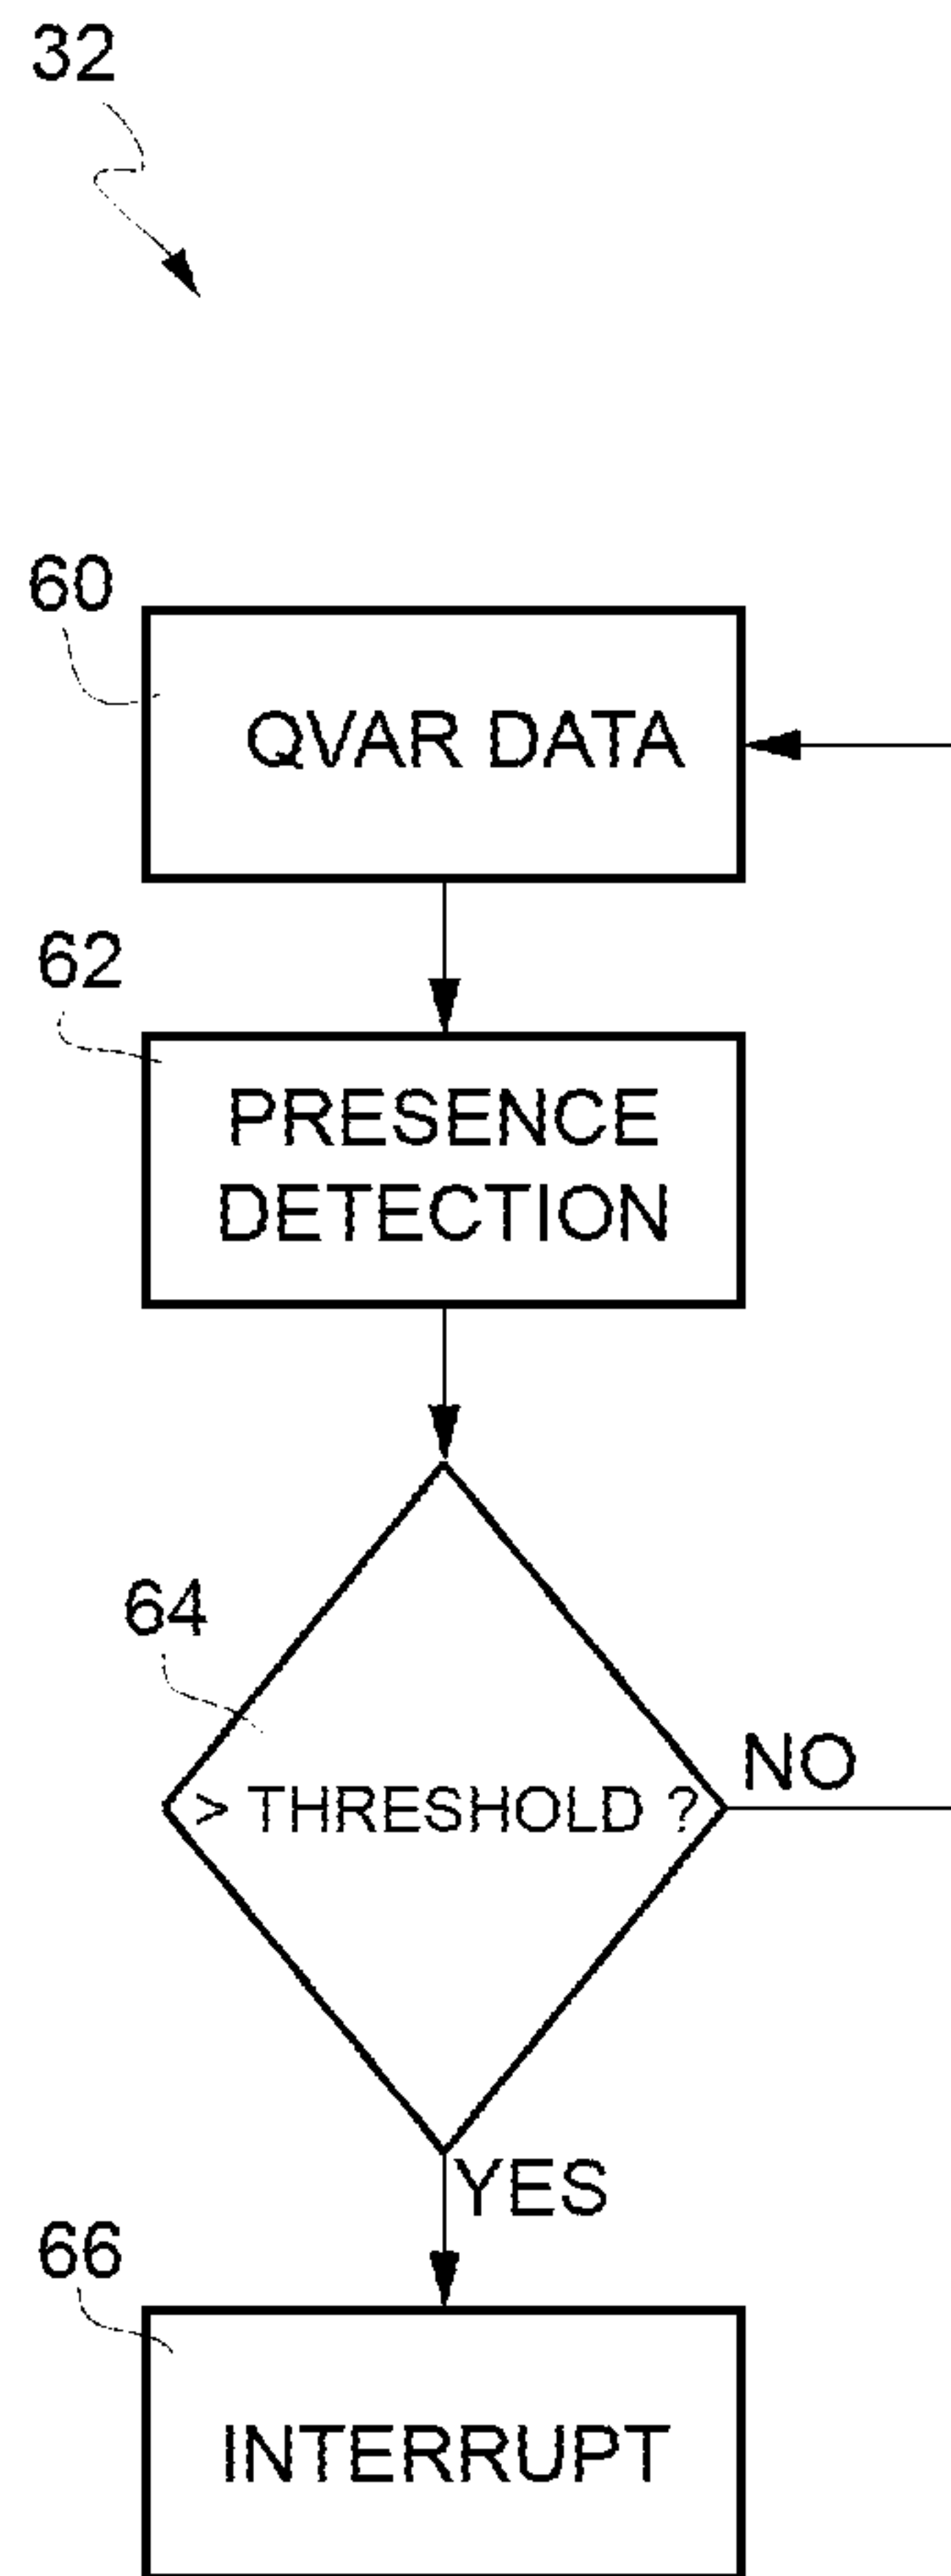 32
60
QVAR DATA
62
PRESENCE
DETECTION
64
NO
> THRESHOLD ?
YES
66
INTERRUPT